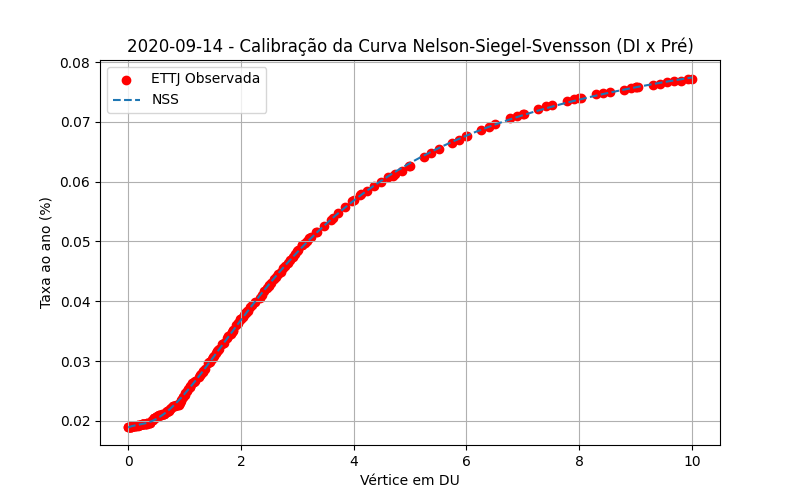 2020-09-14 - Calibração da Curva Nelson-Siegel-Svensson (DI x Pré)
ETTJ Observada
NSS
Taxa ao ano (%)
0.08
0.07
0.06
0.05
0.04
0.03
0.02
0 2 4 6 8 10
Vértice em DU